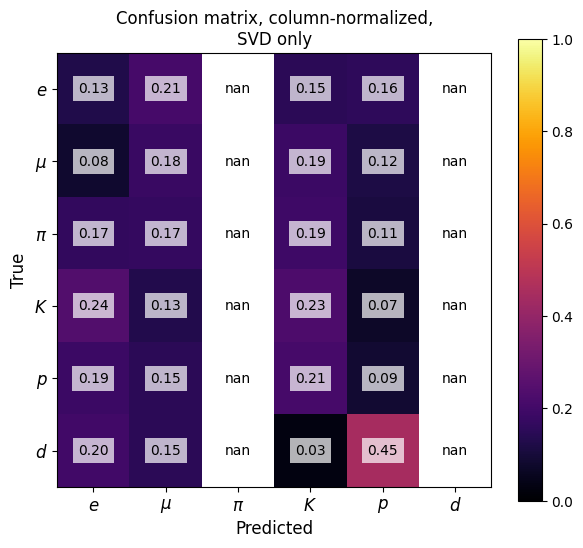 Confusion matrix, column-normalized,
SVD only
e 0.13 0.21 nan 0.15 0.16 nan
μ 0.08 0.18 nan 0.19 0.12 nan
π 0.17 0.17 nan 0.19 0.11 nan
K 0.24 0.13 nan 0.23 0.07 nan
p 0.19 0.15 nan 0.21 0.09 nan
d 0.20 0.15 nan 0.03 0.45 nan
e μ π K p d
Predicted
True
1.0
0.8
0.6
0.4
0.2
0.0